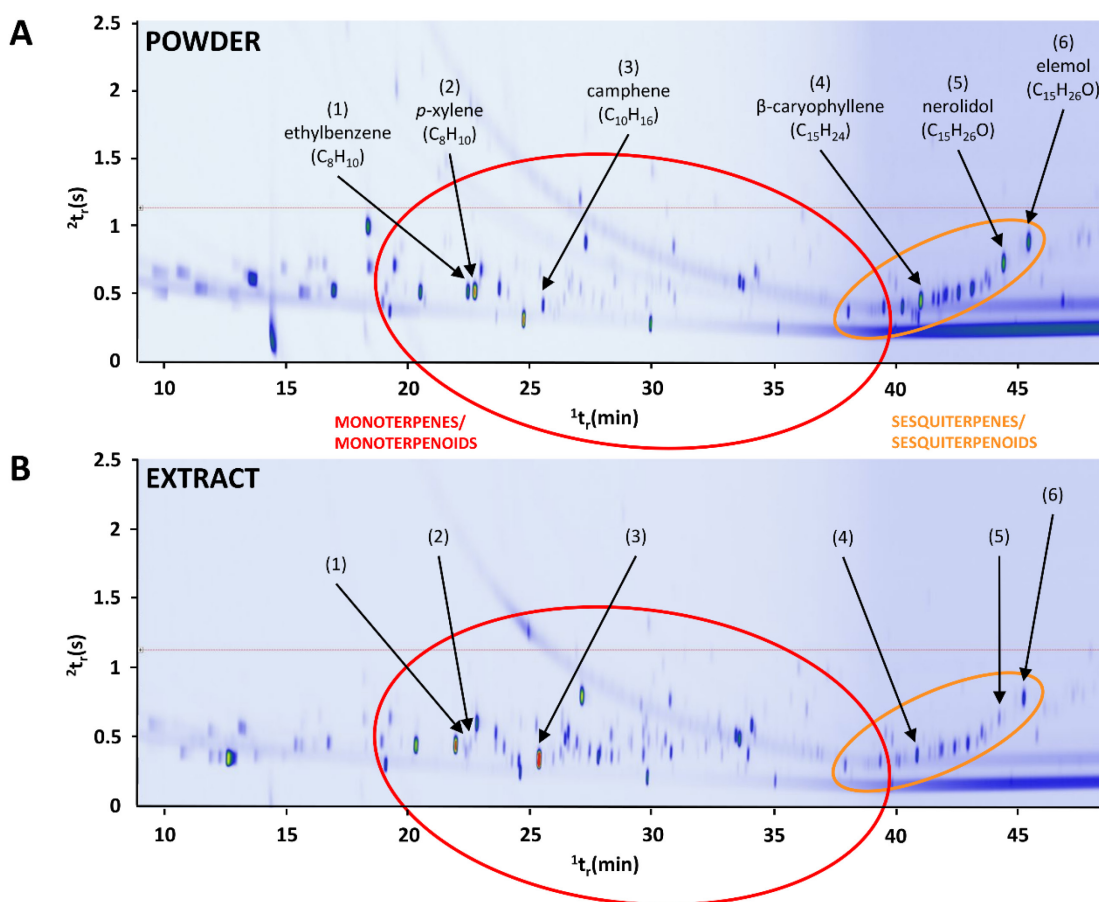 A
POWDER
2.5
2
1.5
1
0.5
0
²tᵣ(s)
(1)
ethylbenzene
(C₈H₁₀)
(2)
p-xylene
(C₈H₁₀)
(3)
camphene
(C₁₀H₁₆)
(4)
β-caryophyllene
(C₁₅H₂₄)
(5)
nerolidol
(C₁₅H₂₆O)
(6)
elemol
(C₁₅H₂₆O)
10 15 20 25 30 35 40 45
¹tᵣ(min)
MONOTERPENES/
MONOTERPENOIDS
SESQUITERPENES/
SESQUITERPENOIDS
B
EXTRACT
2.5
2
1.5
1
0.5
0
²tᵣ(s)
(1)
(2)
(3)
(4)
(5)
(6)
10 15 20 25 30 35 40 45
¹tᵣ(min)